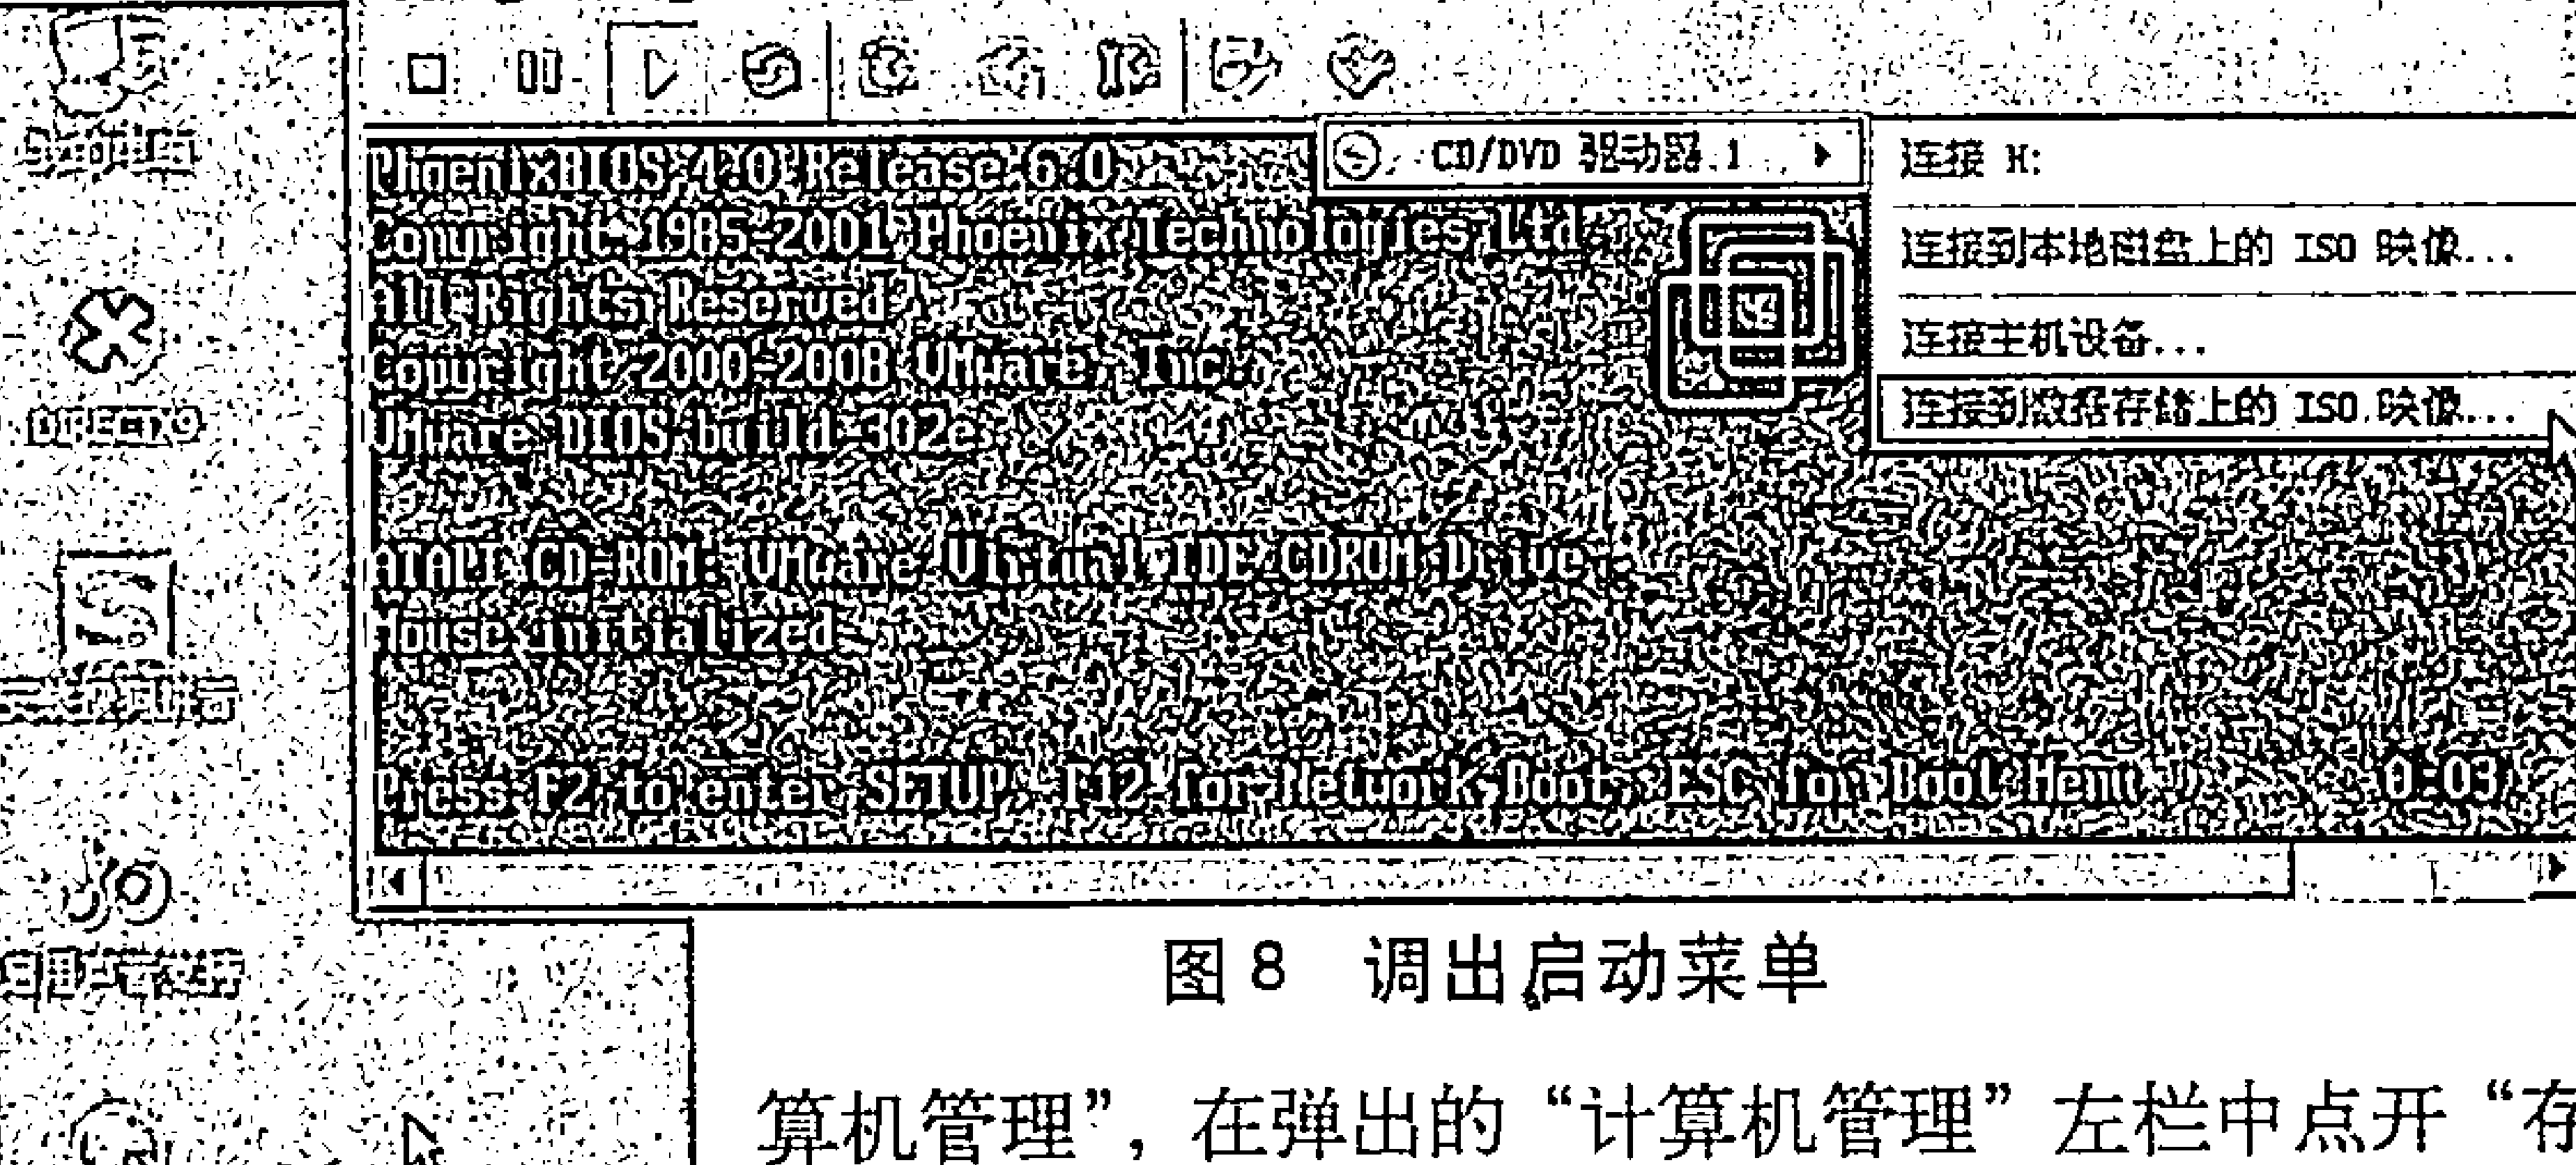 CD/DVD 驱动器 1
连接 H:
连接到本地磁盘上的 ISO 映像...
连接主机设备...
连接到数据存储上的 ISO 映像...
PhoenixBIOS 4.0 Release 6.0
Copyright 1985-2001 Phoenix Technologies Ltd.
All Rights Reserved
Copyright 2000-2008 VMware, Inc.
VMware BIOS build 302
ATAPI CD-ROM: VMware Virtual IDE CDROM Drive
Mouse initialized
Press F2 to enter SETUP, F12 for Network Boot, ESC for Boot Menu 0:03
图 8 调出启动菜单
算机管理”，在弹出的“计算机管理”左栏中点开“存